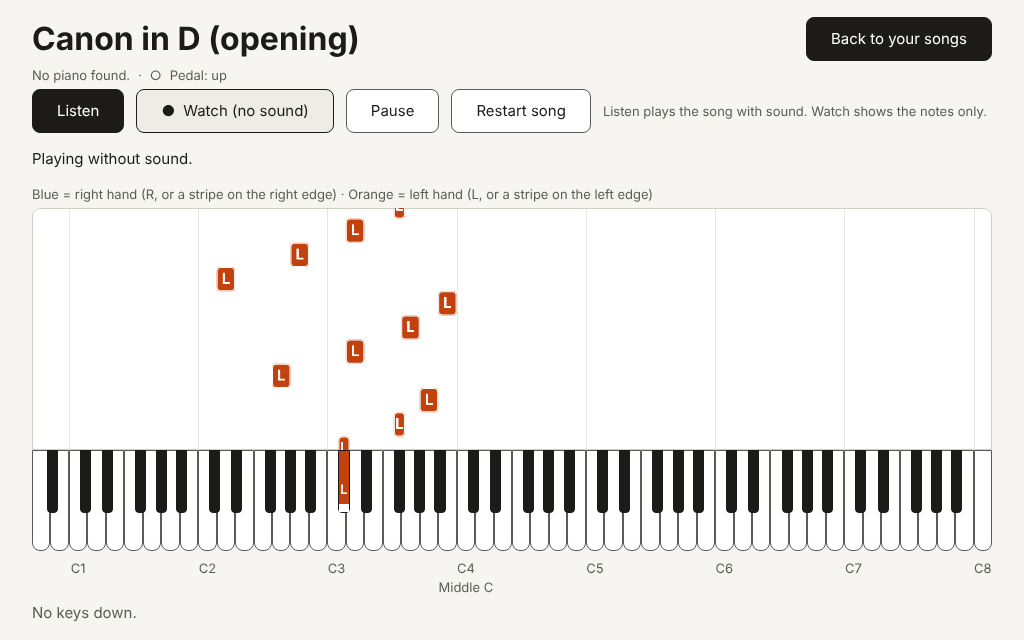 Canon in D (opening)
Back to your songs
No piano found. · Pedal: up
Listen
Watch (no sound)
Pause
Restart song
Listen plays the song with sound. Watch shows the notes only.
Playing without sound.
Blue = right hand (R, or a stripe on the right edge) · Orange = left hand (L, or a stripe on the left edge)
L
L
L
L
L
L
L
L
L
L
L
L
L
C1 C2 C3 C4 C5 C6 C7 C8
Middle C
No keys down.